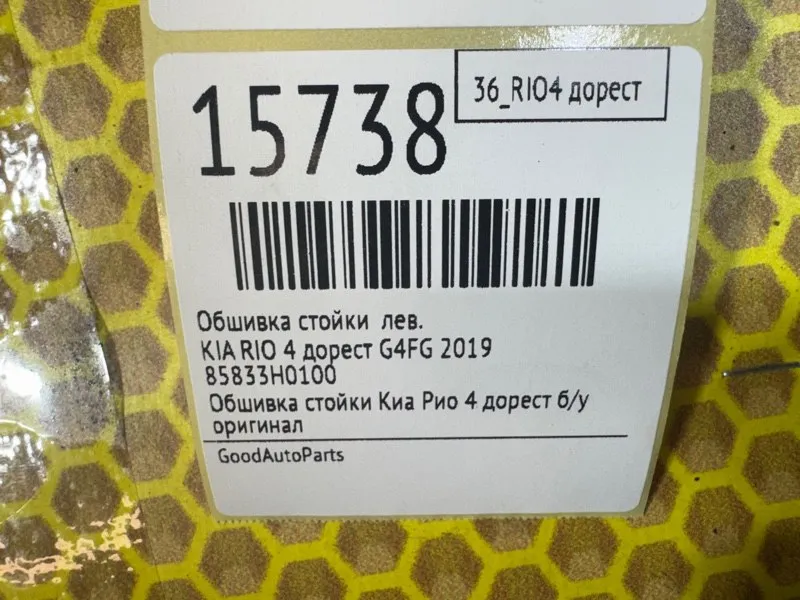 36_RIO4 дорест
15738
Обшивка стойки лев.
KIA RIO 4 дорест G4FG 2019
85833H0100
Обшивка стойки Киа Рио 4 дорест б/у
оригинал
GoodAutoParts